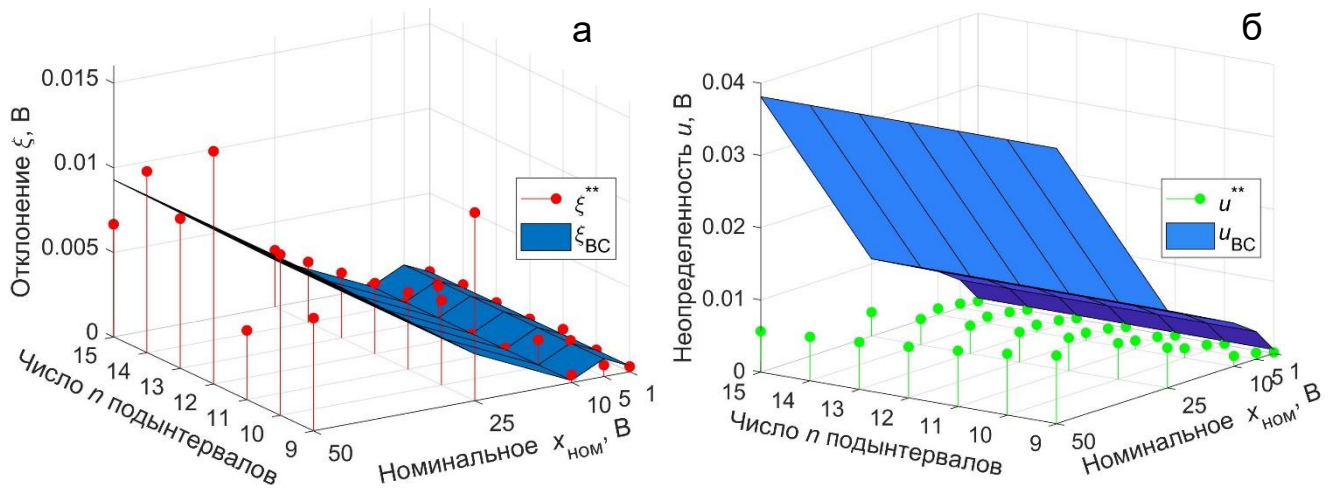 а
0.015
0.01
0.005
0
Отклонение ξ, В
15
14
13
12
11
10
9
Число n подынтервалов
50
25
10
5
1
Номинальное xном, В
ξ**
ξВС
б
0.04
0.03
0.02
0.01
0
Неопределенность u, В
15
14
13
12
11
10
9
Число n подынтервалов
50
25
10
5
1
Номинальное xном, В
u**
uВС